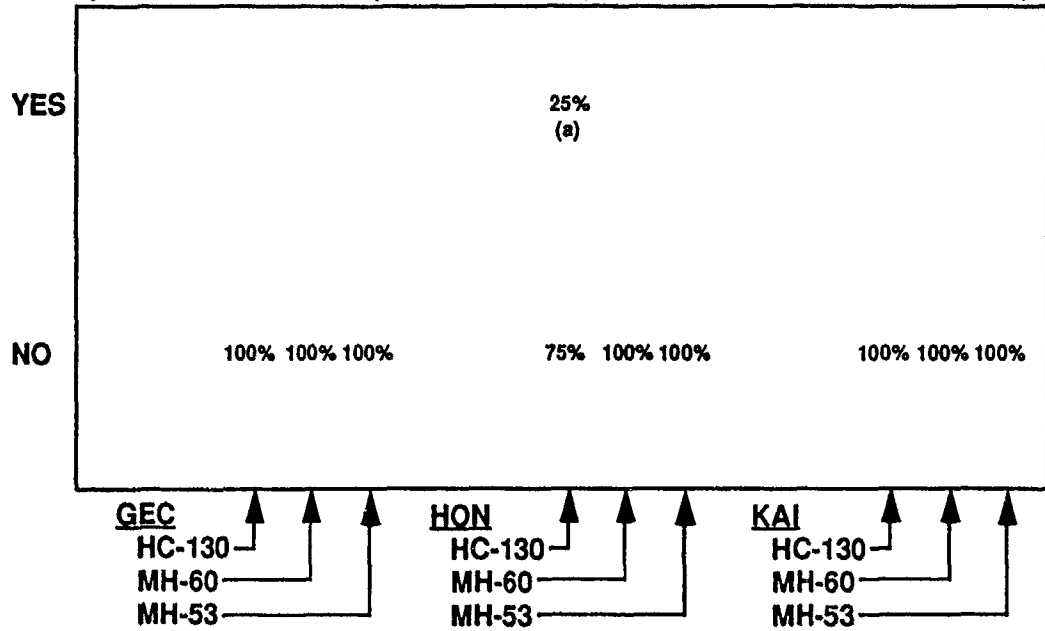 YES 25%
(a)
NO 100% 100% 100% 75% 100% 100% 100% 100% 100%
GEC HON KAI
HC-130 HC-130 HC-130
MH-60 MH-60 MH-60
MH-53 MH-53 MH-53